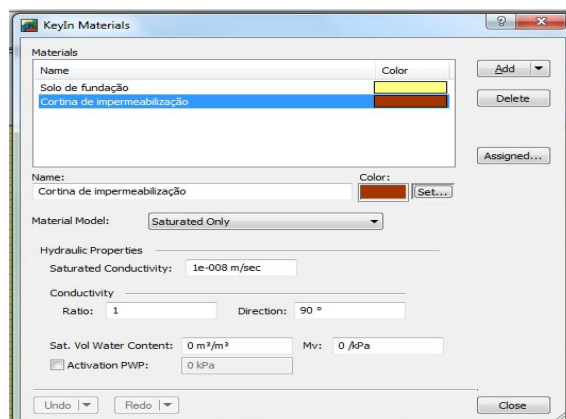 KeyIn Materials
Materials
Name Color Add
Solo de fundação
Cortina de impermeabilização Delete
Assigned...
Name: Color:
Cortina de impermeabilização Set...
Material Model: Saturated Only
Hydraulic Properties
Saturated Conductivity: 1e-008 m/sec
Conductivity
Ratio: 1 Direction: 90 °
Sat. Vol Water Content: 0 m³/m³ Mv: 0 /kPa
Activation PWP: 0 kPa
Undo Redo Close